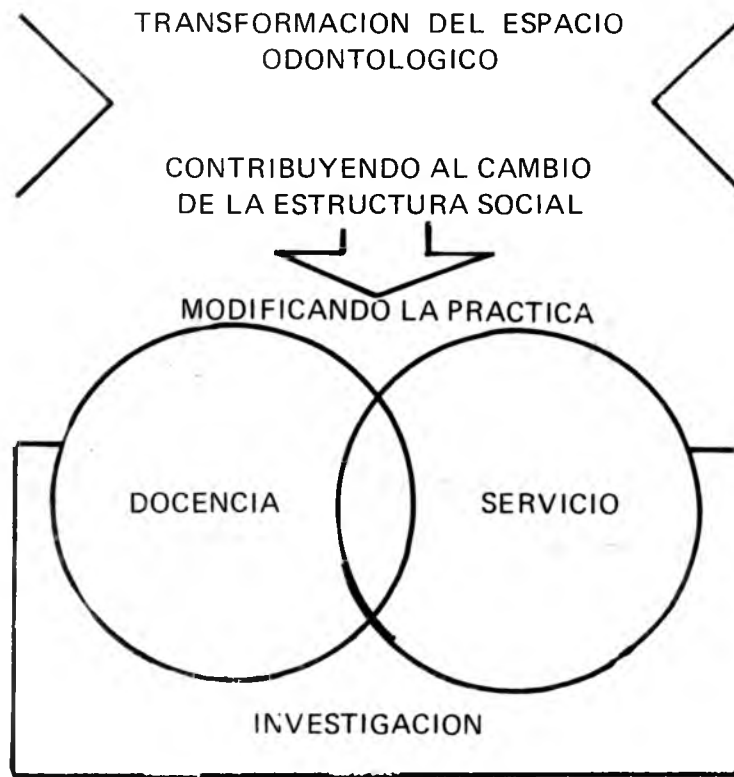 TRANSFORMACION DEL ESPACIO
ODONTOLOGICO
CONTRIBUYENDO AL CAMBIO
DE LA ESTRUCTURA SOCIAL
MODIFICANDO LA PRACTICA
DOCENCIA
SERVICIO
INVESTIGACION